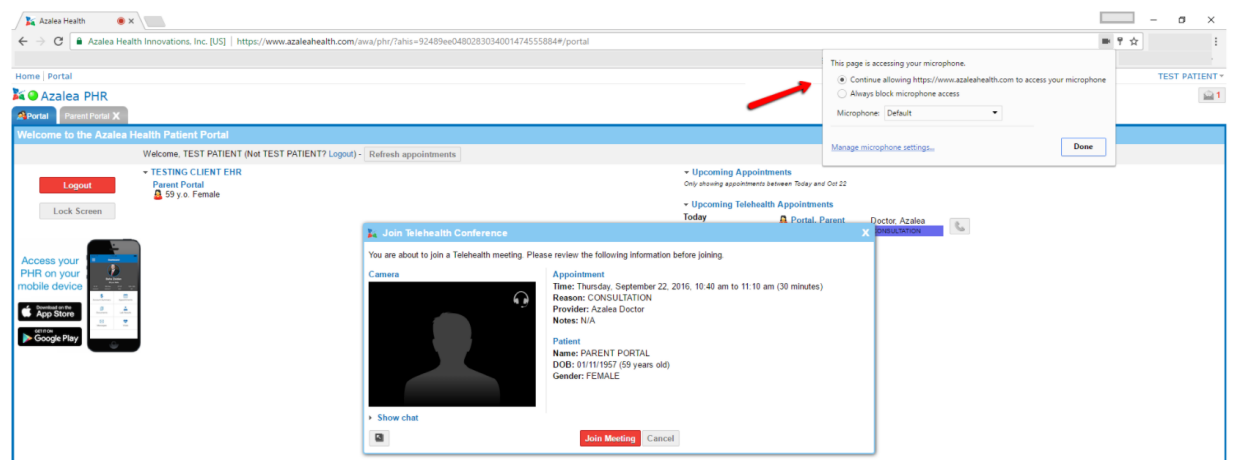 Azalea Health
Azalea Health Innovations. Inc. [US] | https://www.azaleahealth.com/awa/phr/?ahis=92489ee0480283034001474555884#/portal
This page is accessing your microphone.
Continue allowing https://www.azaleahealth.com to access your microphone
Always block microphone access
Microphone: Default
Manage microphone settings...
Done
Home | Portal
TEST PATIENT
Azalea PHR
1
Portal
Parent Portal X
Welcome to the Azalea Health Patient Portal
Welcome, TEST PATIENT (Not TEST PATIENT? Logout) - Refresh appointments
Logout
Lock Screen
TESTING CLIENT EHR
Parent Portal
59 y.o. Female
Upcoming Appointments
Only showing appointments between Today and Oct 22
Upcoming Telehealth Appointments
Today
Portal, Parent
Doctor, Azalea
CONSULTATION
Access your
PHR on your
mobile device
Download on the
App Store
GET IT ON
Google Play
Join Telehealth Conference X
You are about to join a Telehealth meeting. Please review the following information before joining.
Camera
Appointment
Time: Thursday, September 22, 2016, 10:40 am to 11:10 am (30 minutes)
Reason: CONSULTATION
Provider: Azalea Doctor
Notes: N/A
Patient
Name: PARENT PORTAL
DOB: 01/11/1957 (59 years old)
Gender: FEMALE
Show chat
Join Meeting
Cancel